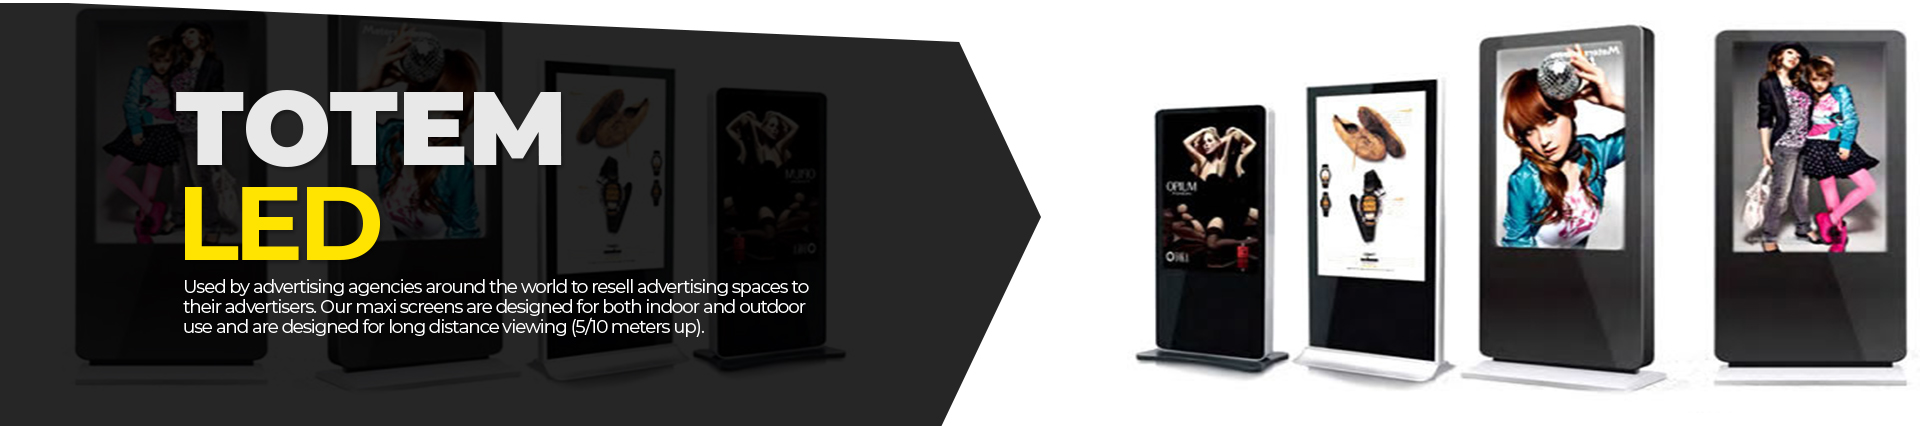 TOTEM
LED
Used by advertising agencies around the world to resell advertising spaces to
their advertisers. Our maxi screens are designed for both indoor and outdoor
use and are designed for long distance viewing (5/10 meters up).
OPIUM